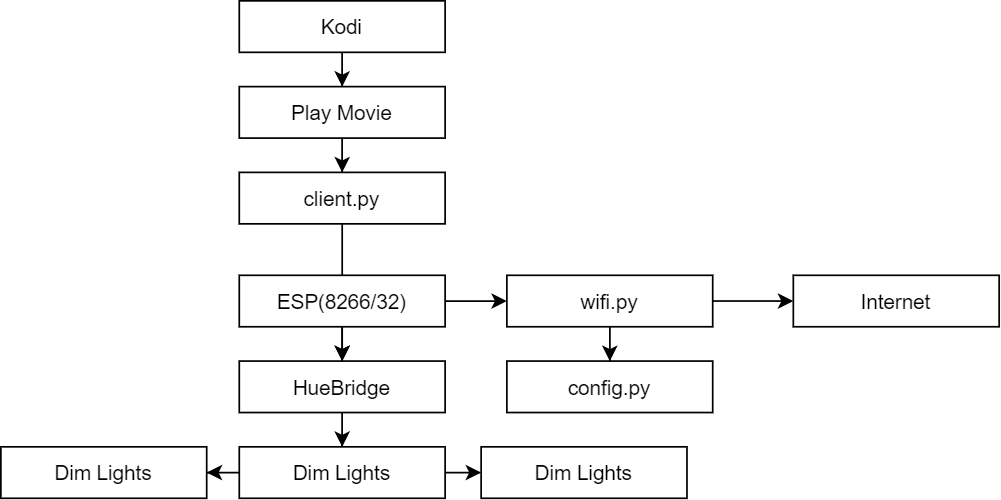 Kodi
Play Movie
client.py
ESP(8266/32)
wifi.py
Internet
HueBridge
config.py
Dim Lights
Dim Lights
Dim Lights